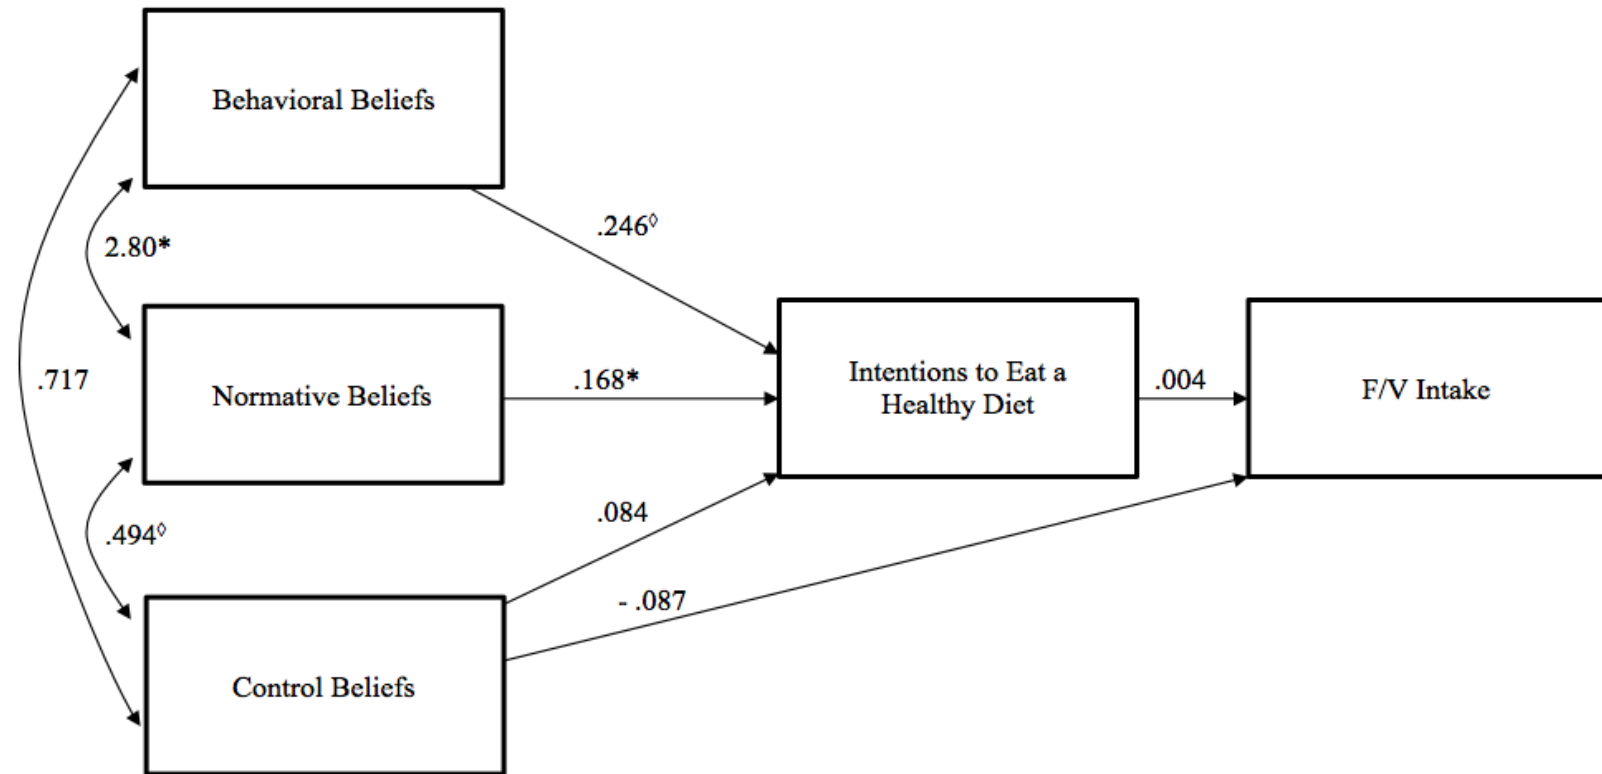 Behavioral Beliefs
.246◊
2.80*
.717
Normative Beliefs
.168*
Intentions to Eat a
Healthy Diet
.004
F/V Intake
.494◊
.084
- .087
Control Beliefs